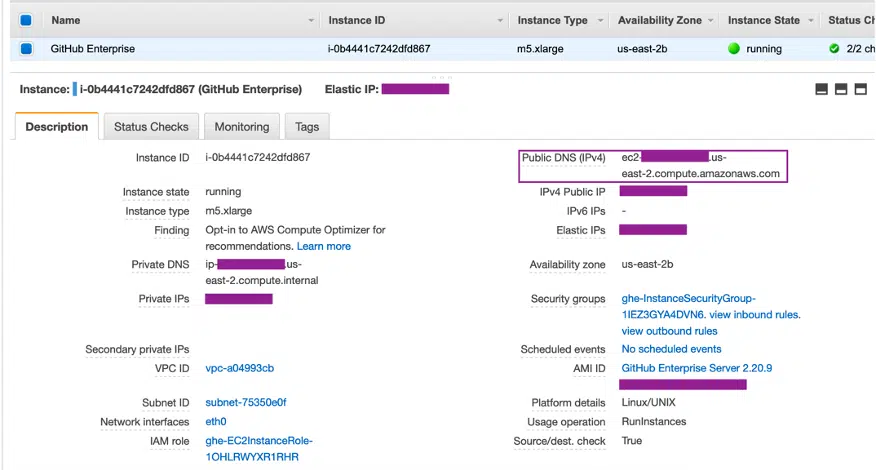 Name Instance ID Instance Type Availability Zone Instance State Status Ch
GitHub Enterprise i-0b4441c7242dfd867 m5.xlarge us-east-2b running 2/2 ch
Instance: i-0b4441c7242dfd867 (GitHub Enterprise) Elastic IP:
Description Status Checks Monitoring Tags
Instance ID i-0b4441c7242dfd867 Public DNS (IPv4) ec2- .us-
east-2.compute.amazonaws.com
Instance state running IPv4 Public IP
Instance type m5.xlarge IPv6 IPs -
Finding Opt-in to AWS Compute Optimizer for Elastic IPs
recommendations. Learn more
Private DNS ip- .us- Availability zone us-east-2b
east-2.compute.internal
Private IPs Security groups ghe-InstanceSecurityGroup-
1IEZ3GYA4DVN6. view inbound rules.
view outbound rules
Secondary private IPs Scheduled events No scheduled events
VPC ID vpc-a04993cb AMI ID GitHub Enterprise Server 2.20.9
Subnet ID subnet-75350e0f Platform details Linux/UNIX
Network interfaces eth0 Usage operation RunInstances
IAM role ghe-EC2InstanceRole- Source/dest. check True
1OHLRWYXR1RHR